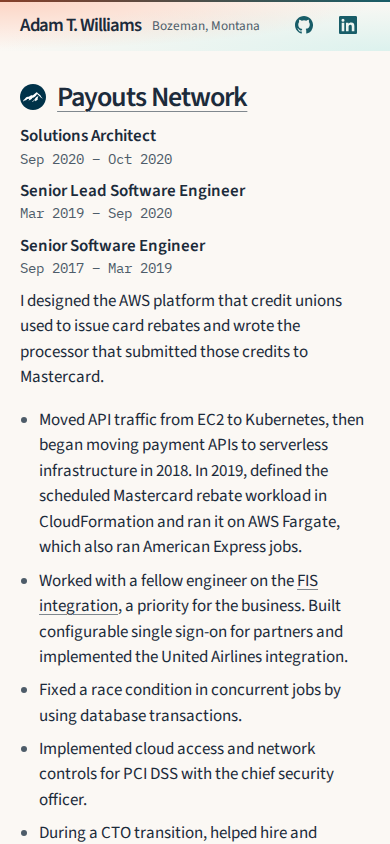 Adam T. Williams Bozeman, Montana
Payouts Network
Solutions Architect
Sep 2020 – Oct 2020
Senior Lead Software Engineer
Mar 2019 – Sep 2020
Senior Software Engineer
Sep 2017 – Mar 2019
I designed the AWS platform that credit unions
used to issue card rebates and wrote the
processor that submitted those credits to
Mastercard.
• Moved API traffic from EC2 to Kubernetes, then
began moving payment APIs to serverless
infrastructure in 2018. In 2019, defined the
scheduled Mastercard rebate workload in
CloudFormation and ran it on AWS Fargate,
which also ran American Express jobs.
• Worked with a fellow engineer on the FIS
integration, a priority for the business. Built
configurable single sign-on for partners and
implemented the United Airlines integration.
• Fixed a race condition in concurrent jobs by
using database transactions.
• Implemented cloud access and network
controls for PCI DSS with the chief security
officer.
• During a CTO transition, helped hire and